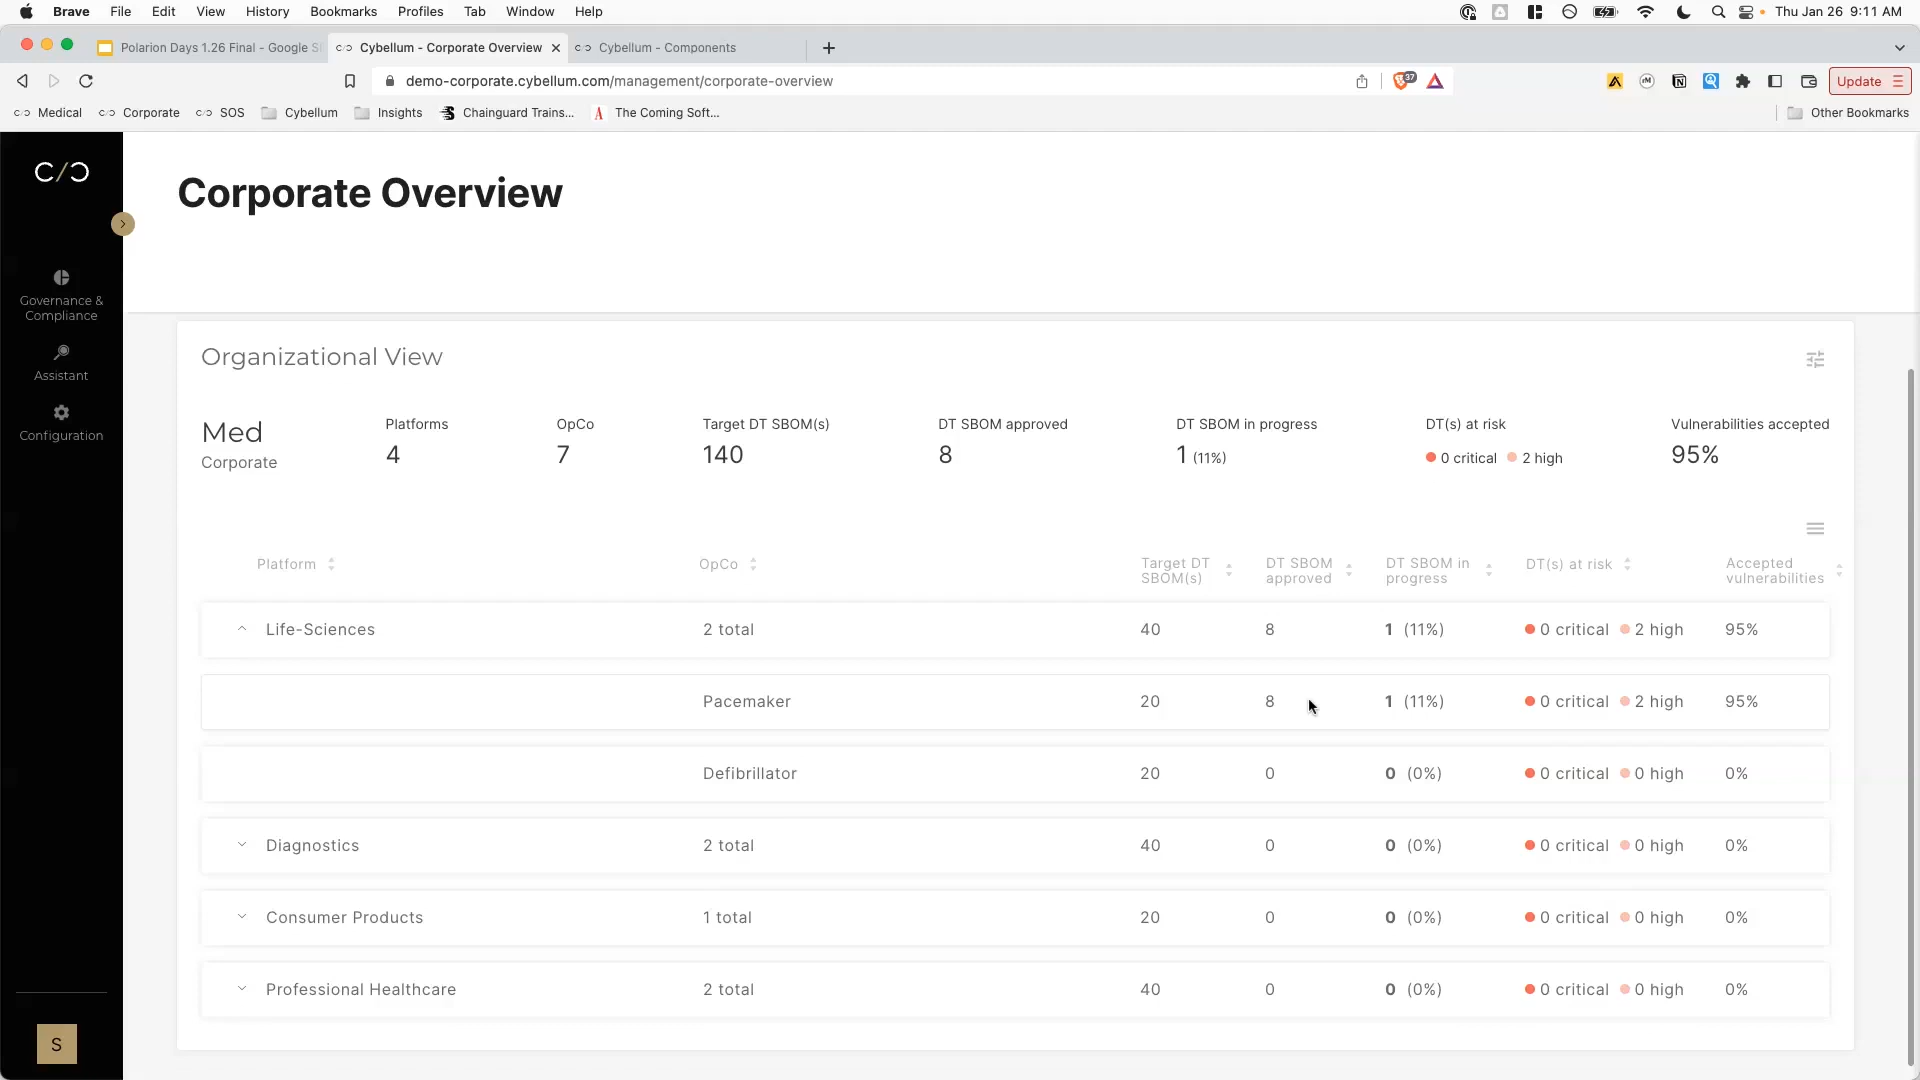 Brave File Edit View History Bookmarks Profiles Tab Window Help Thu Jan 26 9:11 AM
Polarion Days 1.26 Final - Google Sl Cybellum - Corporate Overview Cybellum - Components
demo-corporate.cybellum.com/management/corporate-overview 37 Update
Medical Corporate SOS Cybellum Insights Chainguard Trains... The Coming Soft... Other Bookmarks
Corporate Overview
Governance &
Compliance
Assistant
Configuration
S
Organizational View
Med
Corporate
Platforms
4
OpCo
7
Target DT SBOM(s)
140
DT SBOM approved
8
DT SBOM in progress
1 (11%)
DT(s) at risk
0 critical 2 high
Vulnerabilities accepted
95%
Platform OpCo Target DT SBOM(s) DT SBOM approved DT SBOM in progress DT(s) at risk Accepted vulnerabilities
Life-Sciences 2 total 40 8 1 (11%) 0 critical 2 high 95%
Pacemaker 20 8 1 (11%) 0 critical 2 high 95%
Defibrillator 20 0 0 (0%) 0 critical 0 high 0%
Diagnostics 2 total 40 0 0 (0%) 0 critical 0 high 0%
Consumer Products 1 total 20 0 0 (0%) 0 critical 0 high 0%
Professional Healthcare 2 total 40 0 0 (0%) 0 critical 0 high 0%